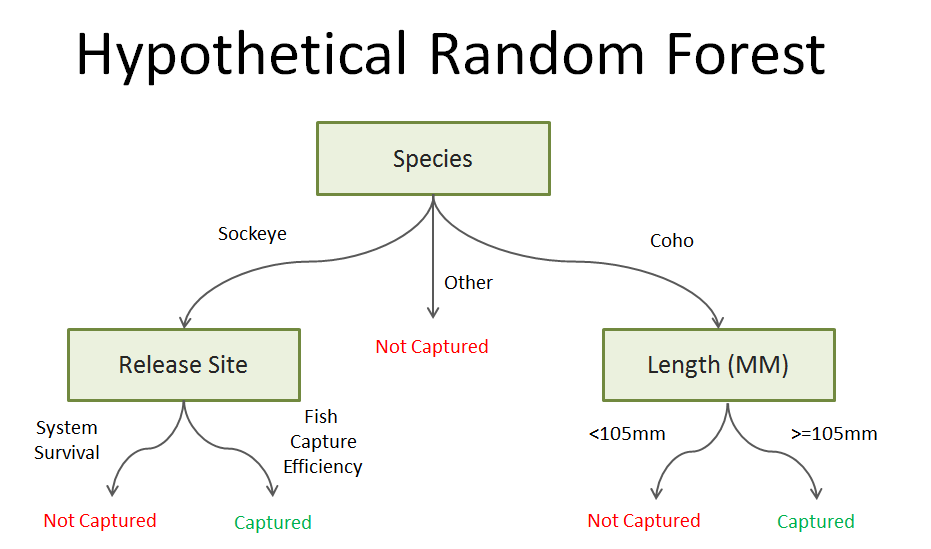 Hypothetical Random Forest
Species
Sockeye
Coho
Other
Not Captured
Release Site
Length (MM)
System
Survival
Fish
Capture
Efficiency
<105mm
>=105mm
Not Captured
Captured
Not Captured
Captured